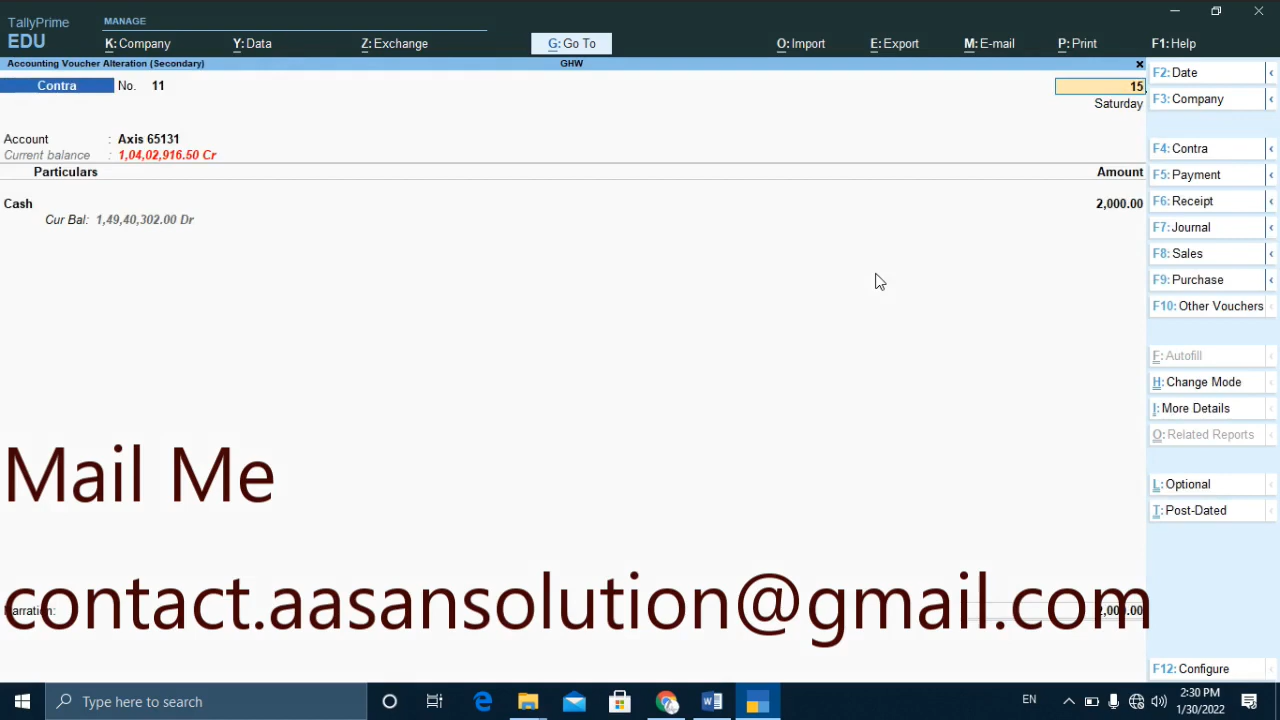 TallyPrime MANAGE
EDU K: Company Y: Data Z: Exchange G: Go To O: Import E: Export M: E-mail P: Print F1: Help
Accounting Voucher Alteration (Secondary) GHW ×
Contra No. 11 15
Saturday
Account : Axis 65131
Current balance : 1,04,02,916.50 Cr
Particulars Amount
Cash 2,000.00
Cur Bal: 1,49,40,302.00 Dr
F2: Date
F3: Company
F4: Contra
F5: Payment
F6: Receipt
F7: Journal
F8: Sales
F9: Purchase
F10: Other Vouchers
F: Autofill
H: Change Mode
I: More Details
O: Related Reports
L: Optional
T: Post-Dated
F12: Configure
Mail Me
contact.aasansolution@gmail.com
Narration: 2,000.00
Type here to search
EN 2:30 PM
1/30/2022